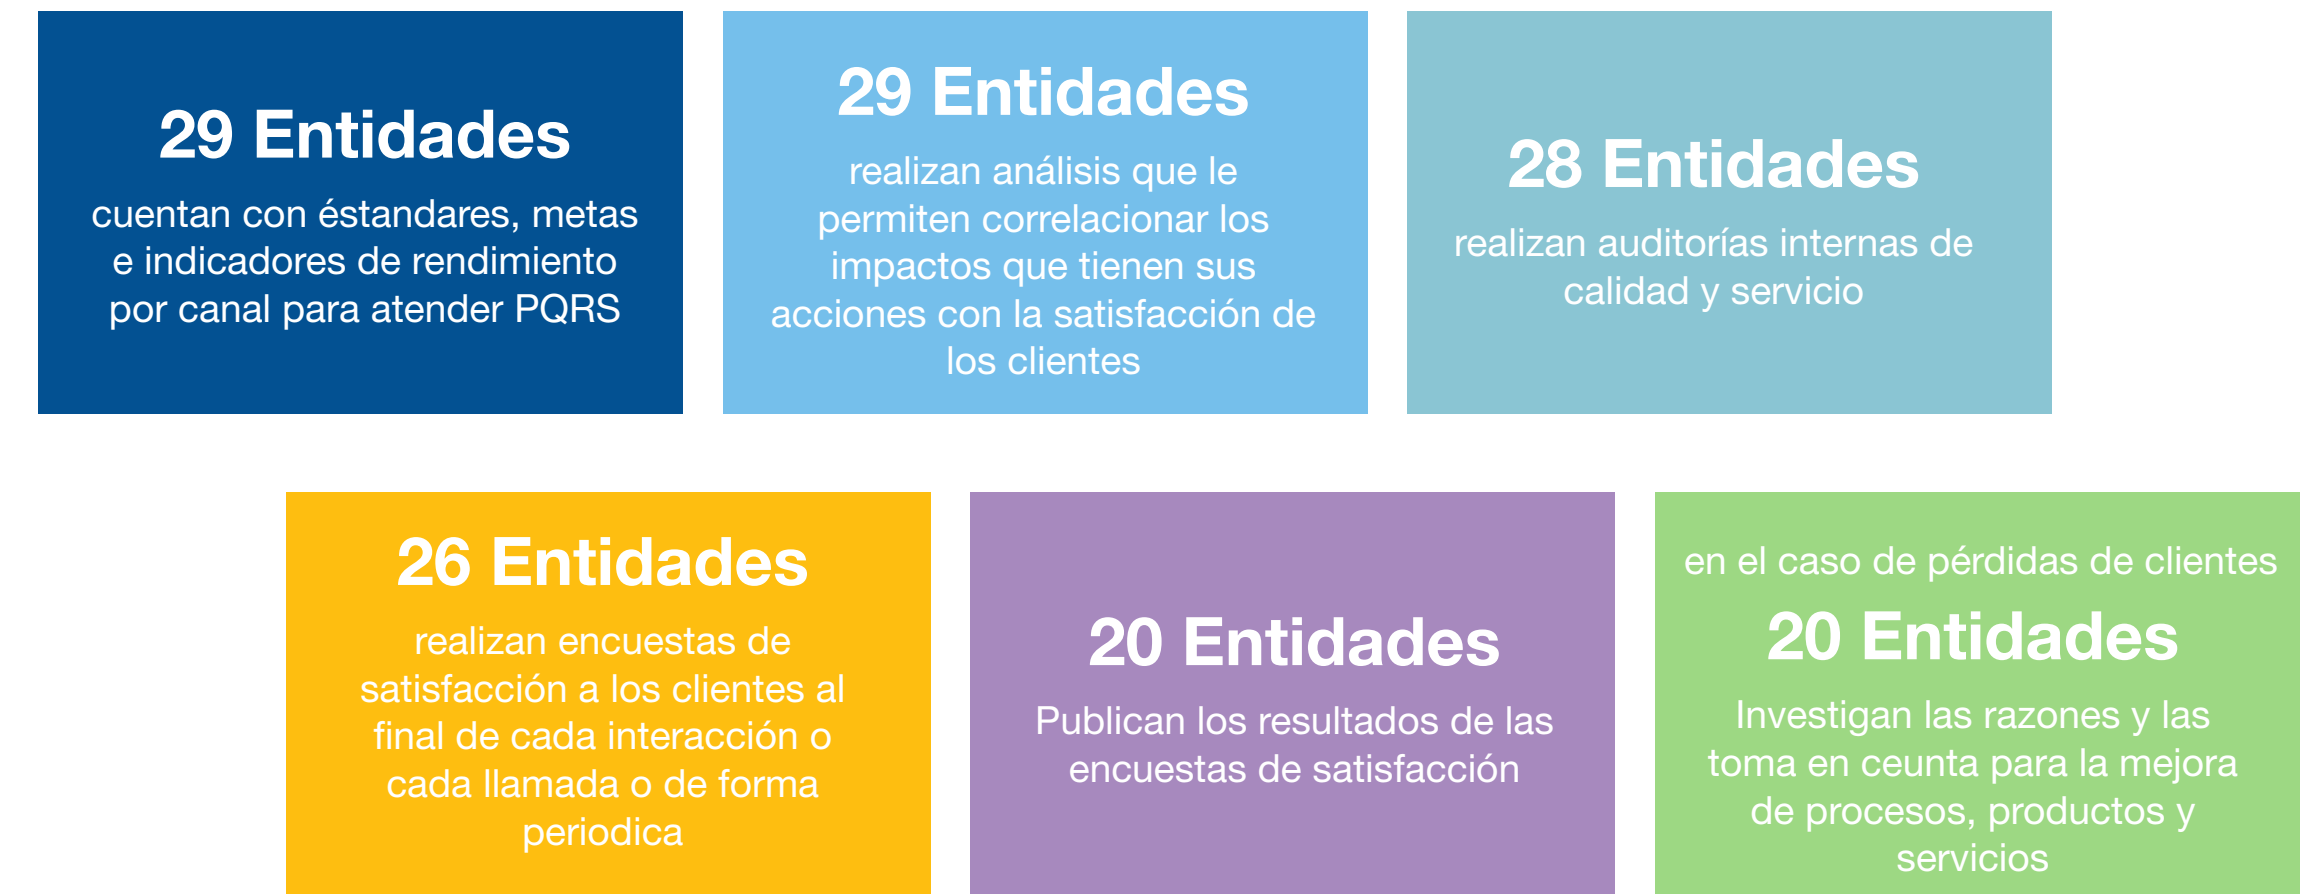 29 Entidades
cuentan con éstandares, metas
e indicadores de rendimiento
por canal para atender PQRS
29 Entidades
realizan análisis que le
permiten correlacionar los
impactos que tienen sus
acciones con la satisfacción de
los clientes
28 Entidades
realizan auditorías internas de
calidad y servicio
26 Entidades
realizan encuestas de
satisfacción a los clientes al
final de cada interacción o
cada llamada o de forma
periodica
20 Entidades
Publican los resultados de las
encuestas de satisfacción
en el caso de pérdidas de clientes
20 Entidades
Investigan las razones y las
toma en ceunta para la mejora
de procesos, productos y
servicios